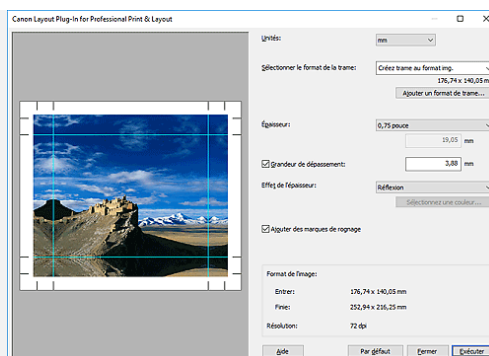 Canon Layout Plug-In for Professional Print & Layout
Unités:
mm
Sélectionner le format de la trame:
Créez trame au format img.
176,74 x 140,05 m
Ajouter un format de trame...
Épaisseur:
0,75 pouce
19,05 mm
Grandeur de dépassement:
3,88 mm
Effet de l'épaisseur:
Réflexion
Sélectionnez une couleur...
Ajouter des marques de rognage
Format de l'image:
Entrer: 176,74 x 140,05 mm
Finie: 252,94 x 216,25 mm
Résolution: 72 dpi
Aide
Par défaut
Fermer
Exécuter